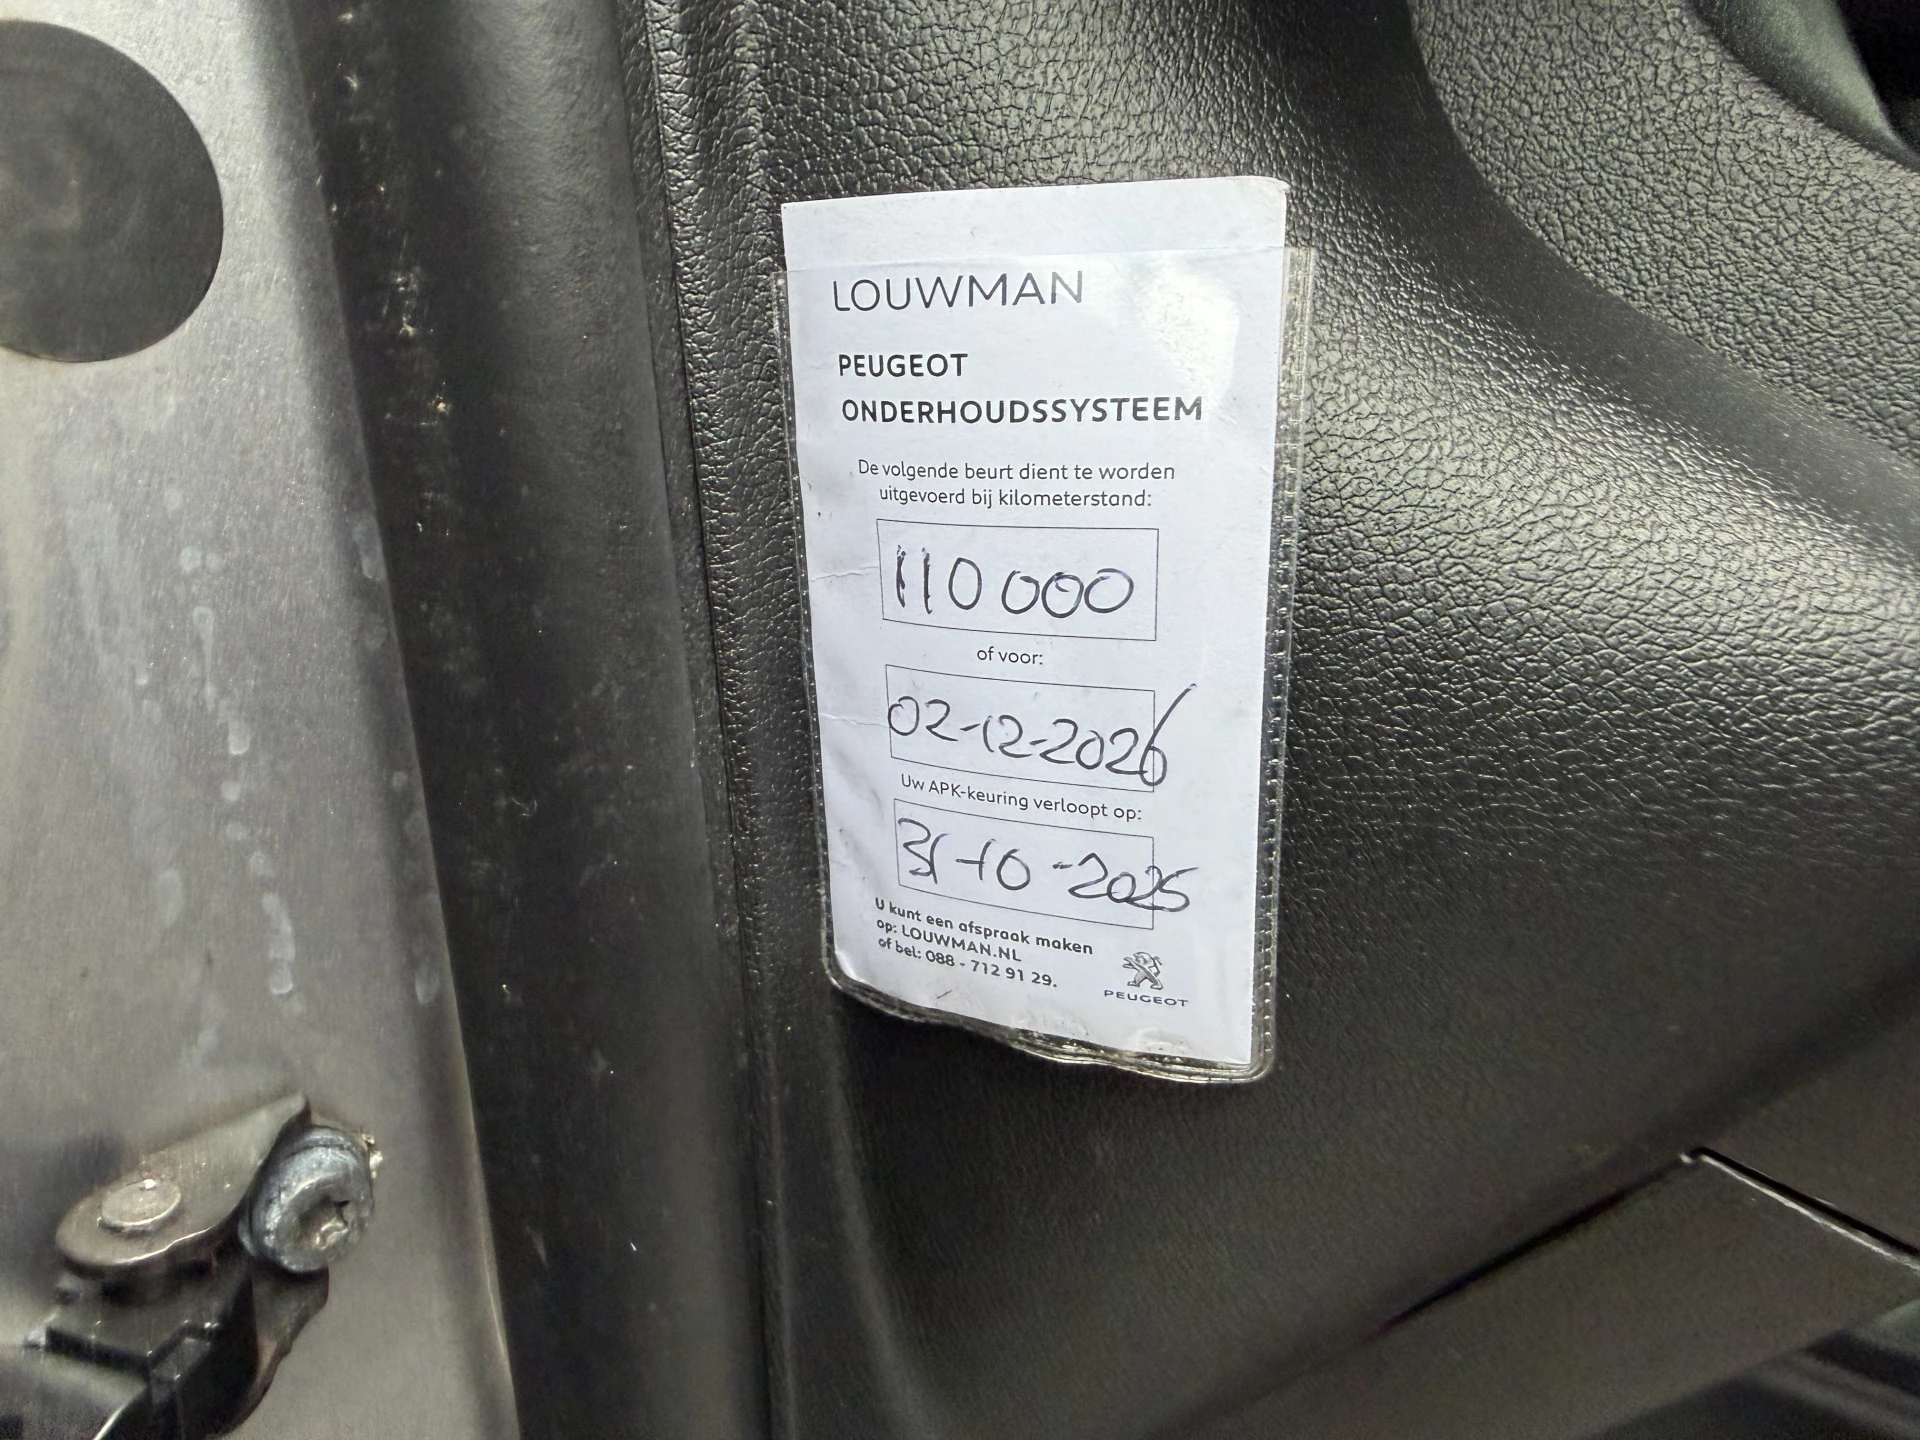 LOUWMAN
PEUGEOT
ONDERHOUDSSYSTEEM
De volgende beurt dient te worden
uitgevoerd bij kilometerstand:
110 000
of voor:
02-12-2026
Uw APK-keuring verloopt op:
31-10-2025
U kunt een afspraak maken
op: LOUWMAN.NL
of bel: 088 - 712 91 29.
PEUGEOT